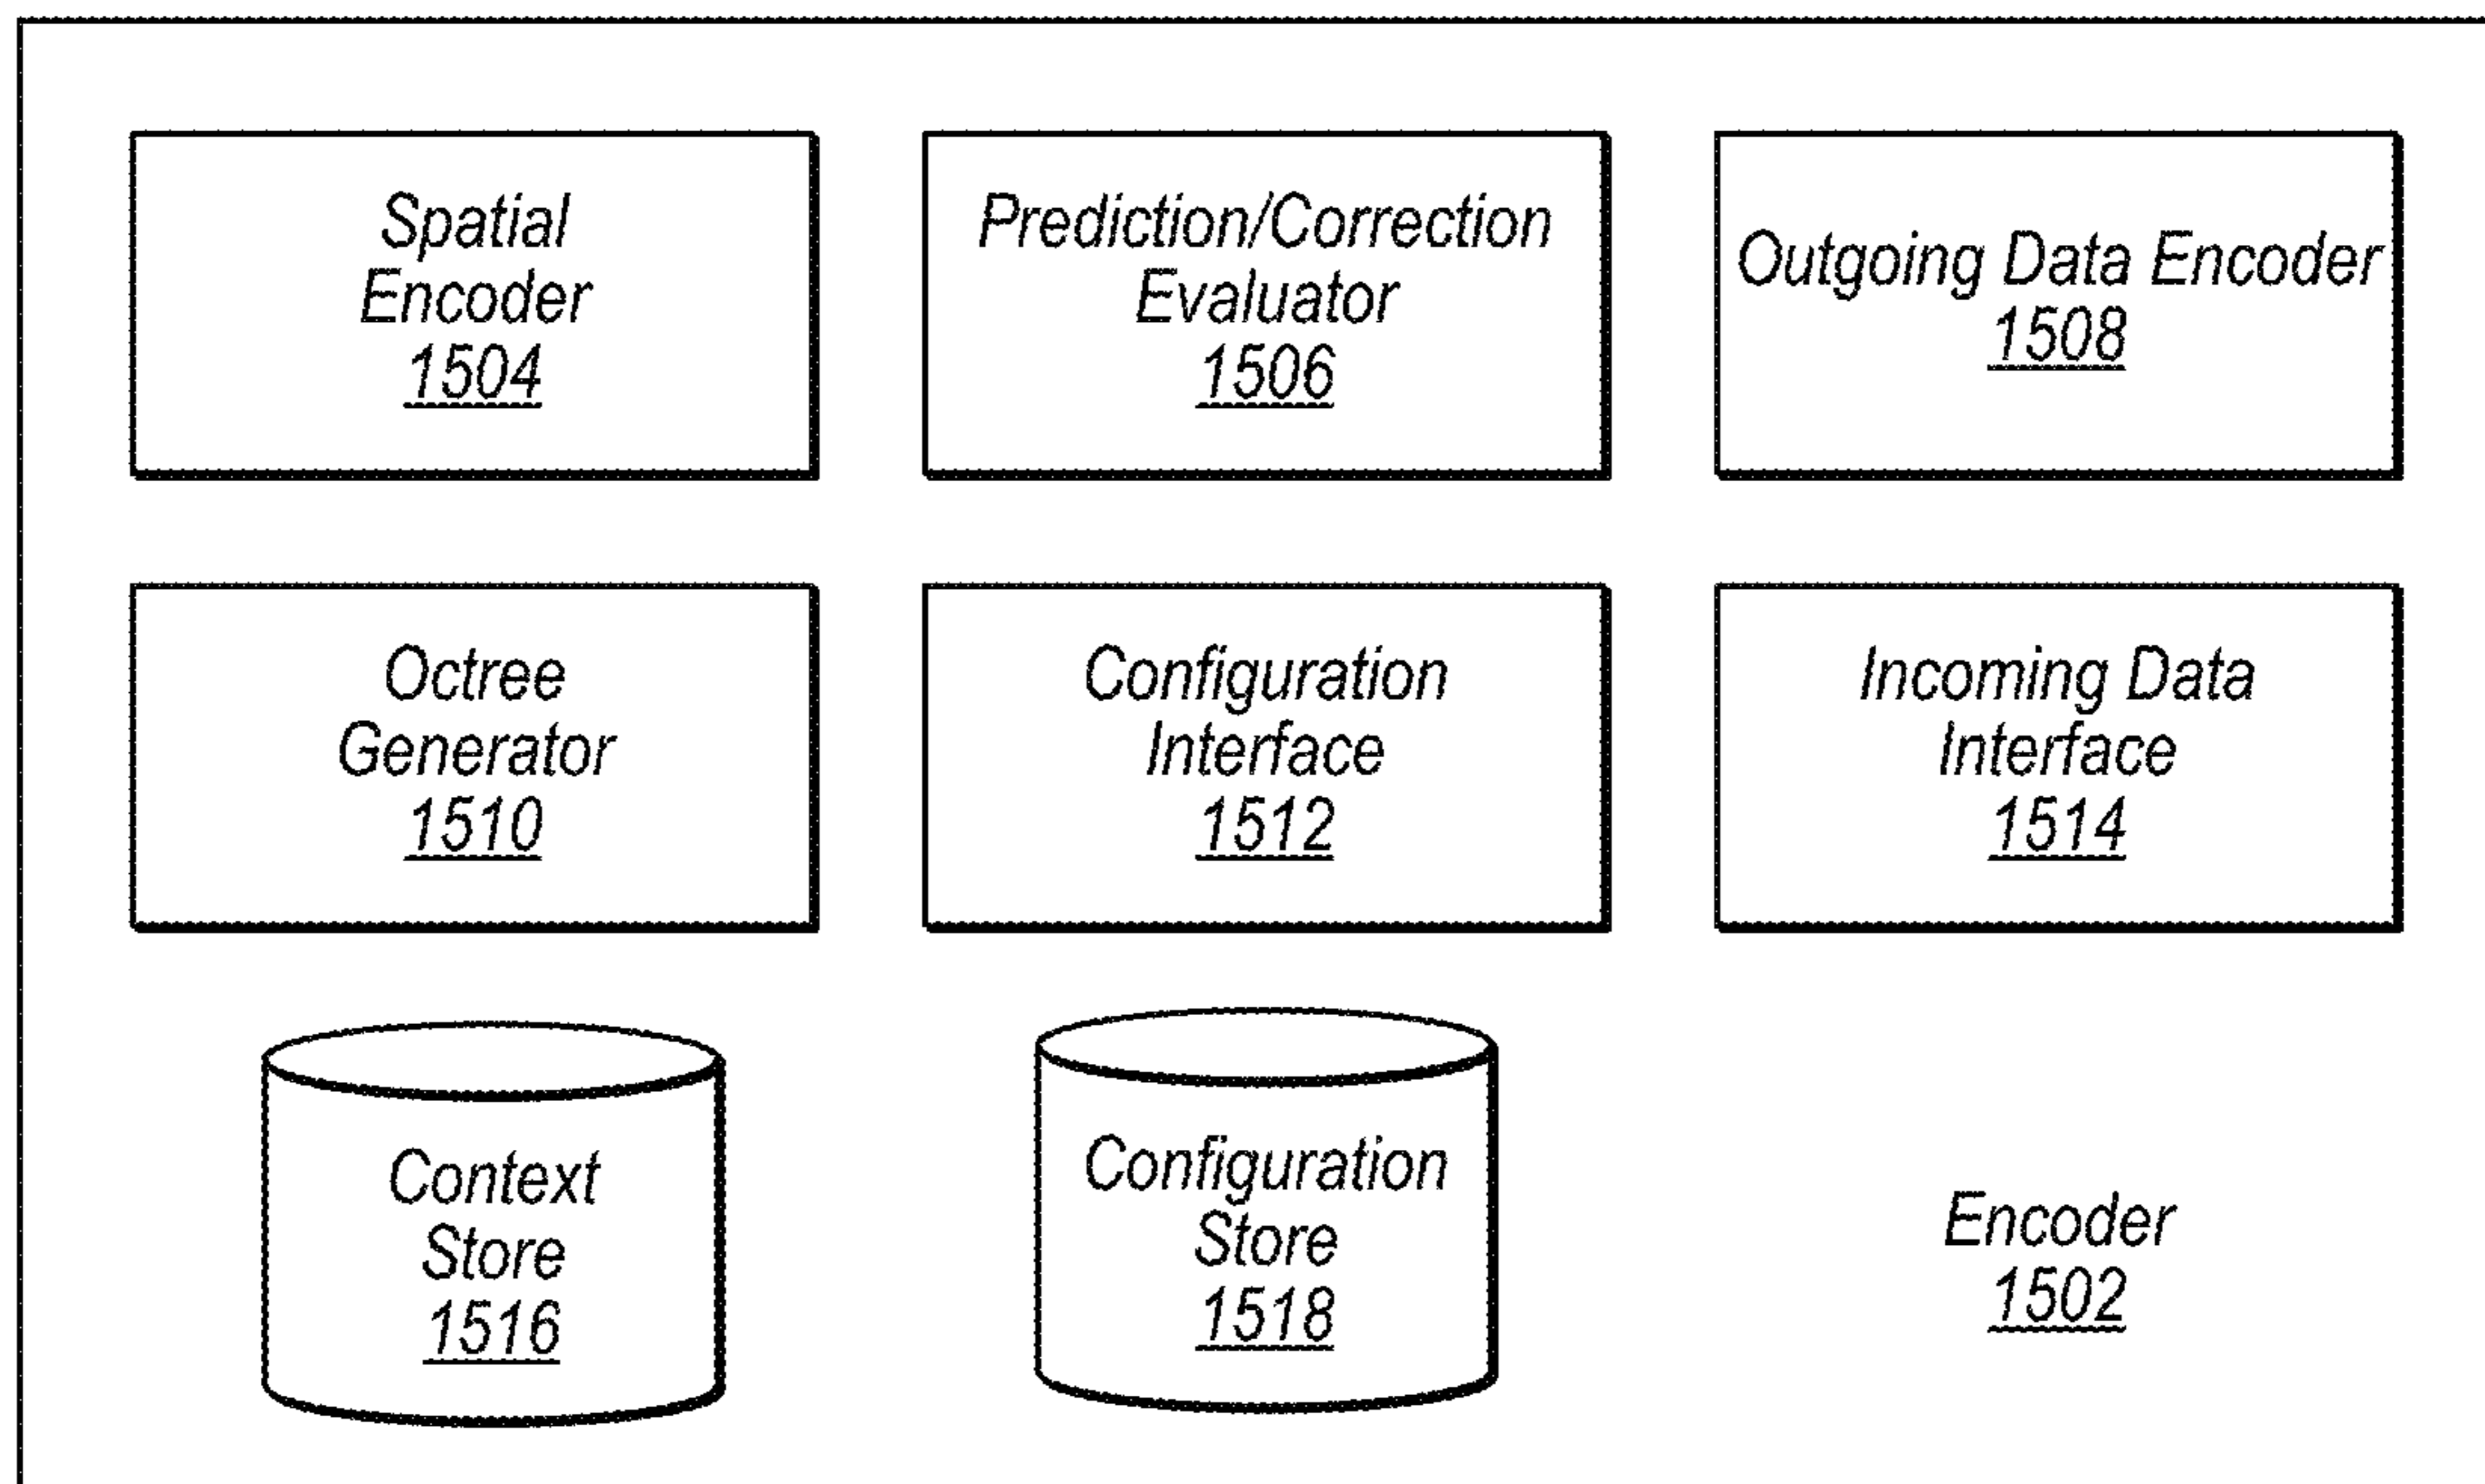 Spatial
Encoder
1504
Prediction/Correction
Evaluator
1506
Outgoing Data Encoder
1508
Octree
Generator
1510
Configuration
Interface
1512
Incoming Data
Interface
1514
Context
Store
1516
Configuration
Store
1518
Encoder
1502